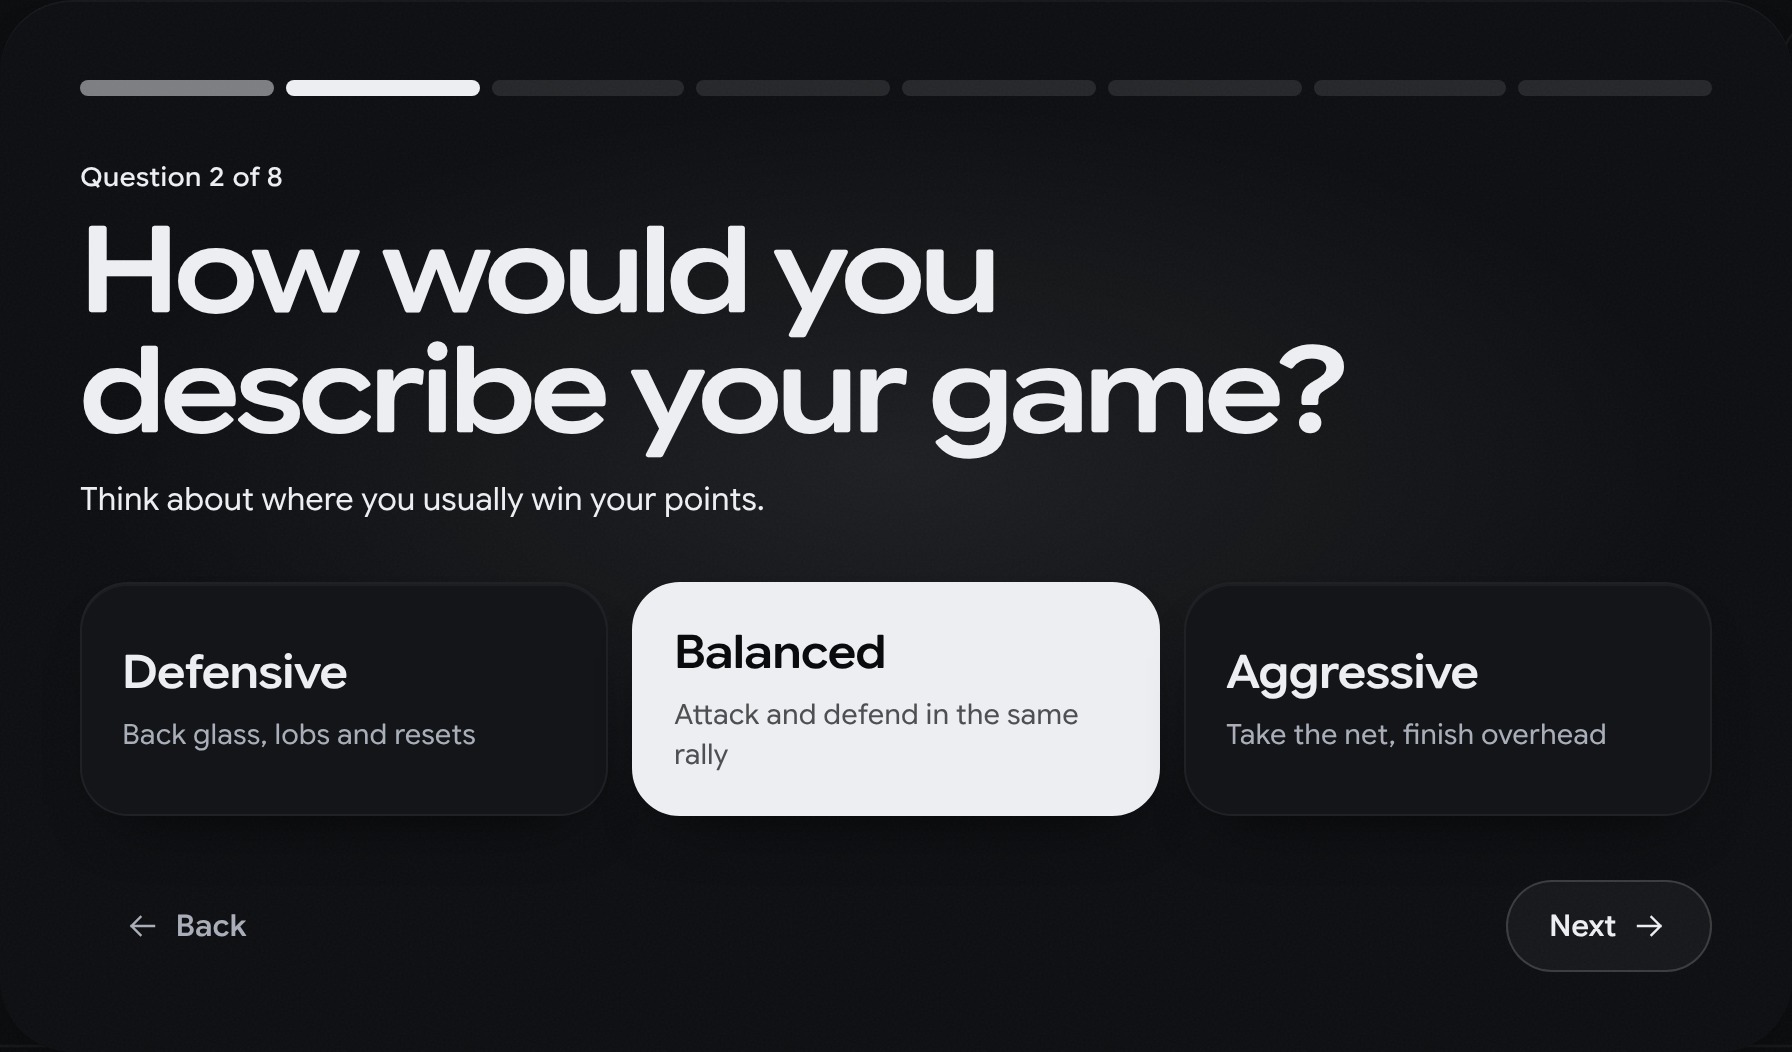 Question 2 of 8
How would you
describe your game?
Think about where you usually win your points.
Defensive
Back glass, lobs and resets
Balanced
Attack and defend in the same
rally
Aggressive
Take the net, finish overhead
← Back
Next →